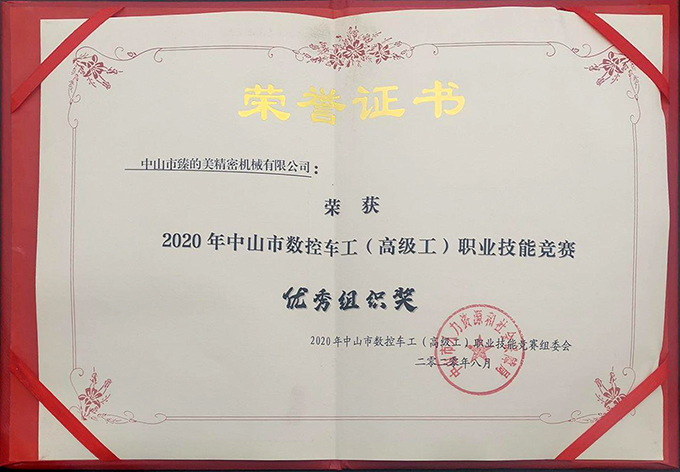 荣誉证书
中山市臻的美精密机械有限公司：
荣获
2020年中山市数控车工（高级工）职业技能竞赛
优秀组织奖
2020年中山市数控车工（高级工）职业技能竞赛组委会
二零二零年八月